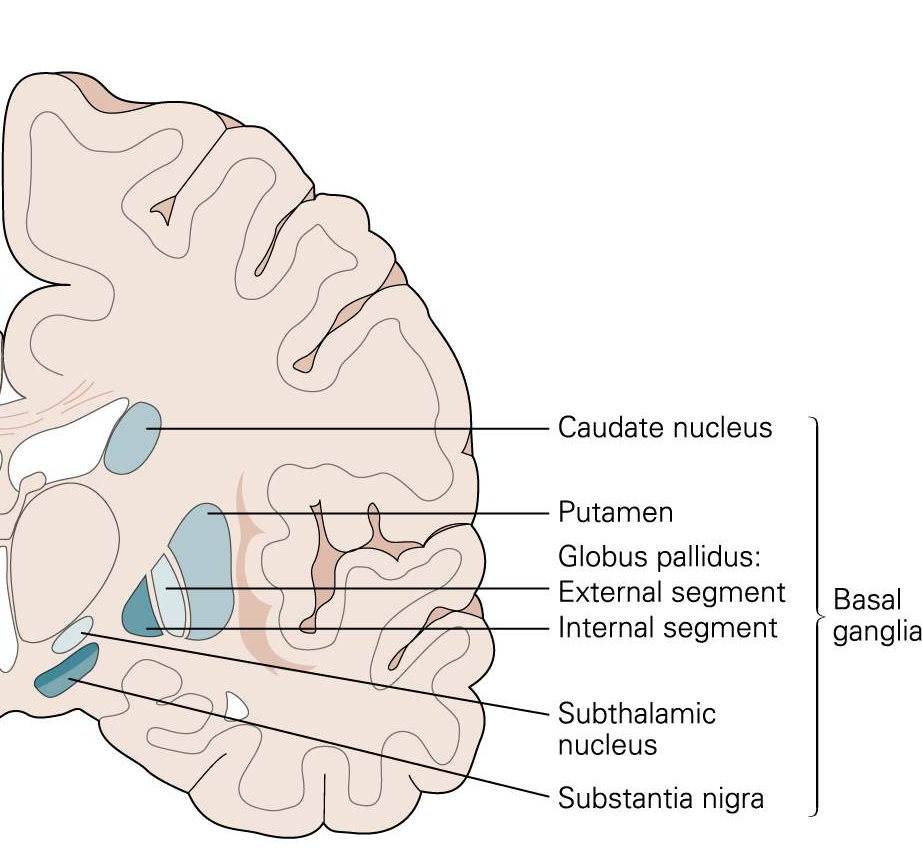 Caudate nucleus
Putamen
Globus pallidus:
External segment
Internal segment
Basal
ganglia
Subthalamic
nucleus
Substantia nigra